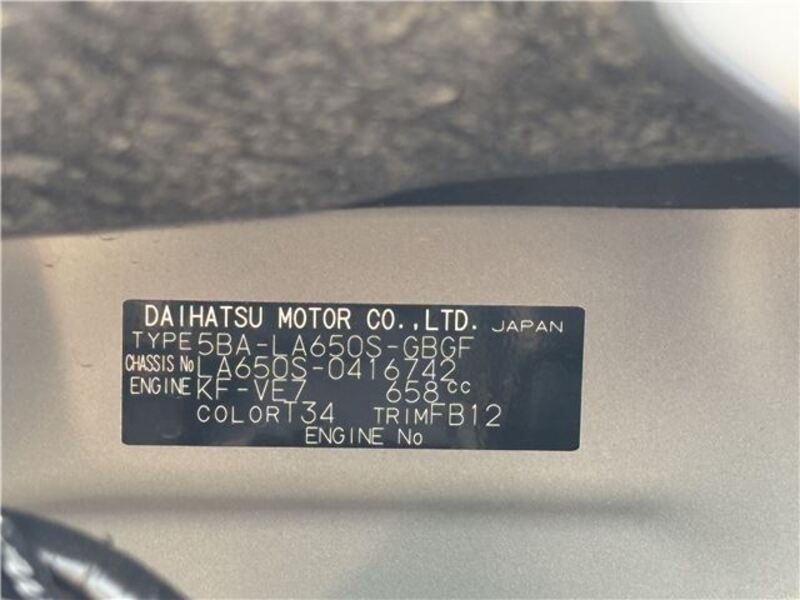 DAIHATSU MOTOR CO.,LTD. JAPAN
TYPE 5BA-LA650S-GBGF
CHASSIS No LA650S-0416742
ENGINE KF-VE7 658cc
COLOR T34 TRIM FB12
ENGINE No